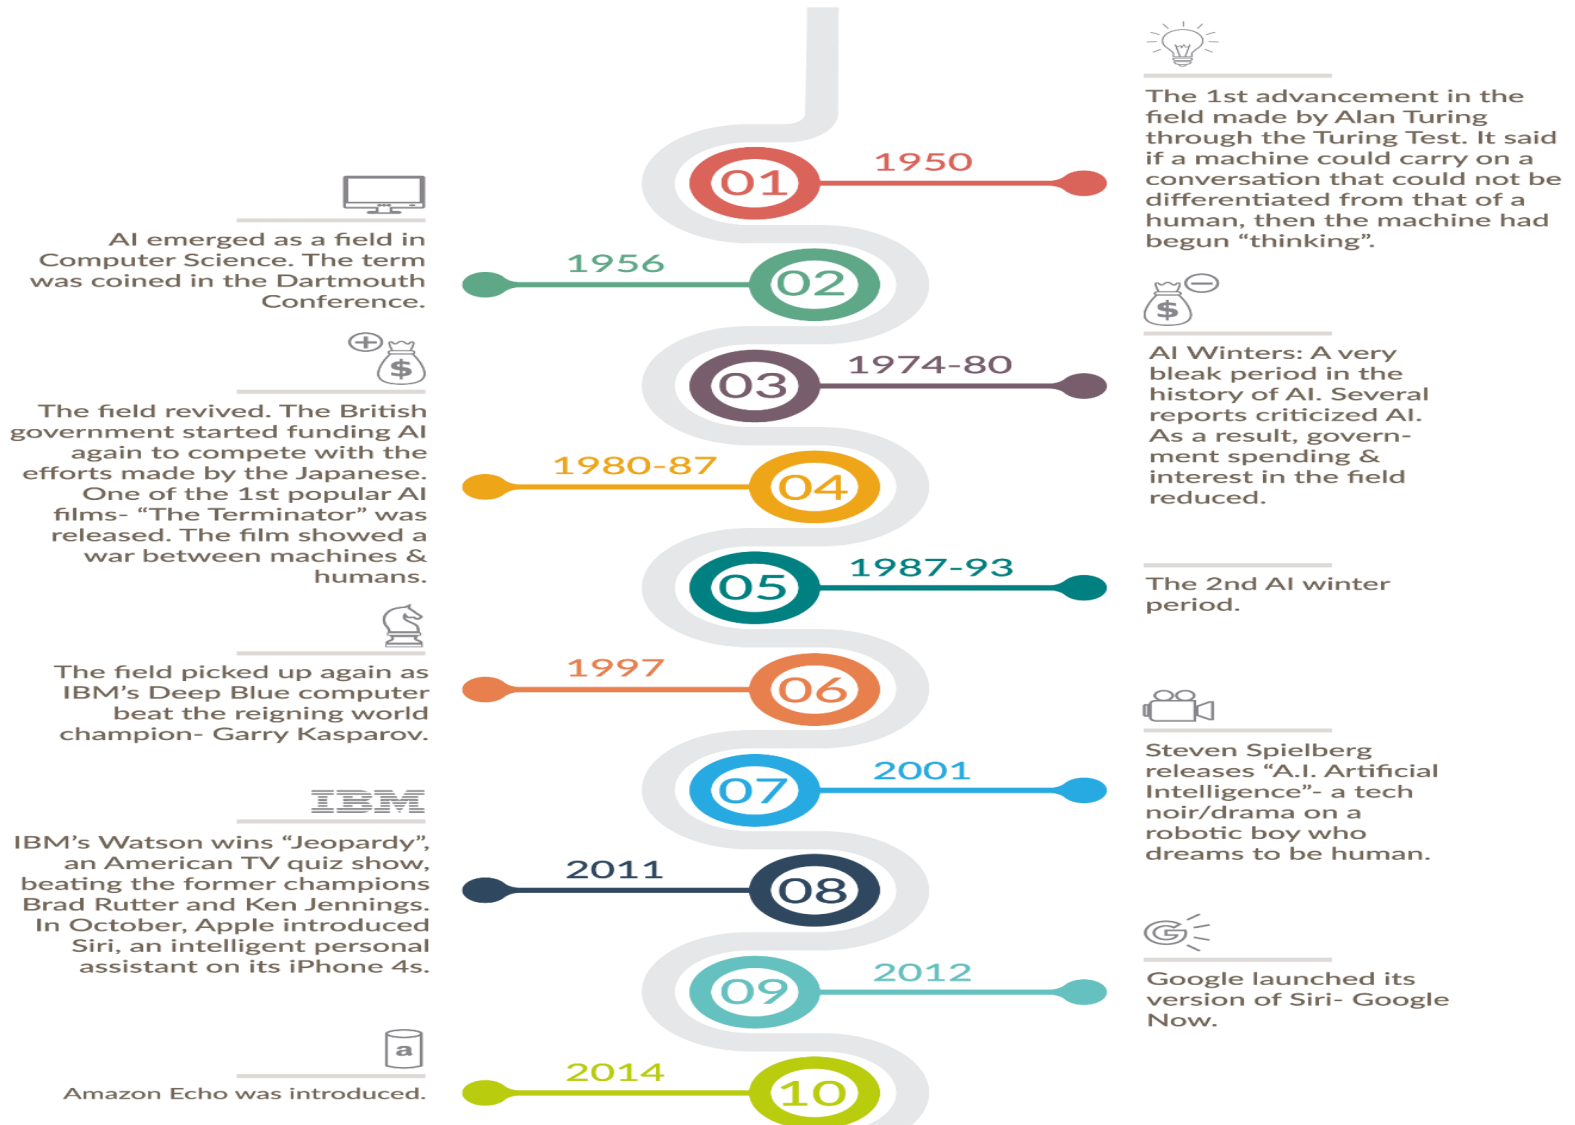 The 1st advancement in the
field made by Alan Turing
through the Turing Test. It said
if a machine could carry on a
conversation that could not be
differentiated from that of a
human, then the machine had
begun “thinking”.
01
1950
AI emerged as a field in
Computer Science. The term
was coined in the Dartmouth
Conference.
1956
02
$
AI Winters: A very
bleak period in the
history of AI. Several
reports criticized AI.
As a result, govern-
ment spending &
interest in the field
reduced.
03
1974-80
$
The field revived. The British
government started funding AI
again to compete with the
efforts made by the Japanese.
One of the 1st popular AI
films- “The Terminator” was
released. The film showed a
war between machines &
humans.
1980-87
04
05
1987-93
The 2nd AI winter
period.
The field picked up again as
IBM’s Deep Blue computer
beat the reigning world
champion- Garry Kasparov.
1997
06
07
2001
Steven Spielberg
releases “A.I. Artificial
Intelligence”- a tech
noir/drama on a
robotic boy who
dreams to be human.
IBM
IBM’s Watson wins “Jeopardy”,
an American TV quiz show,
beating the former champions
Brad Rutter and Ken Jennings.
In October, Apple introduced
Siri, an intelligent personal
assistant on its iPhone 4s.
2011
08
09
2012
G
Google launched its
version of Siri- Google
Now.
a
Amazon Echo was introduced.
2014
10